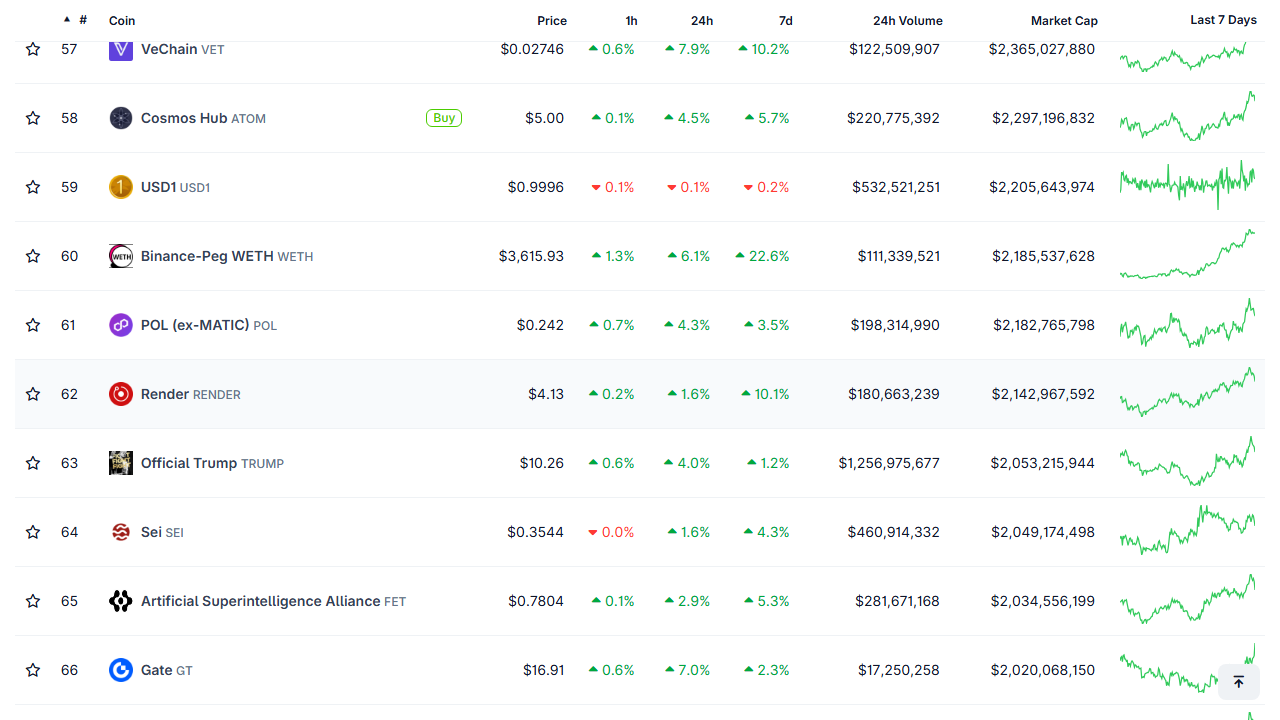 # Coin Price 1h 24h 7d 24h Volume Market Cap Last 7 Days
57 VeChain VET $0.02746 0.6% 7.9% 10.2% $122,509,907 $2,365,027,880
58 Cosmos Hub ATOM Buy $5.00 0.1% 4.5% 5.7% $220,775,392 $2,297,196,832
59 USD1 USD1 $0.9996 0.1% 0.1% 0.2% $532,521,251 $2,205,643,974
60 WETH Binance-Peg WETH WETH $3,615.93 1.3% 6.1% 22.6% $111,339,521 $2,185,537,628
61 POL (ex-MATIC) POL $0.242 0.7% 4.3% 3.5% $198,314,990 $2,182,765,798
62 Render RENDER $4.13 0.2% 1.6% 10.1% $180,663,239 $2,142,967,592
63 Official Trump TRUMP $10.26 0.6% 4.0% 1.2% $1,256,975,677 $2,053,215,944
64 Sei SEI $0.3544 0.0% 1.6% 4.3% $460,914,332 $2,049,174,498
65 Artificial Superintelligence Alliance FET $0.7804 0.1% 2.9% 5.3% $281,671,168 $2,034,556,199
66 Gate GT $16.91 0.6% 7.0% 2.3% $17,250,258 $2,020,068,150